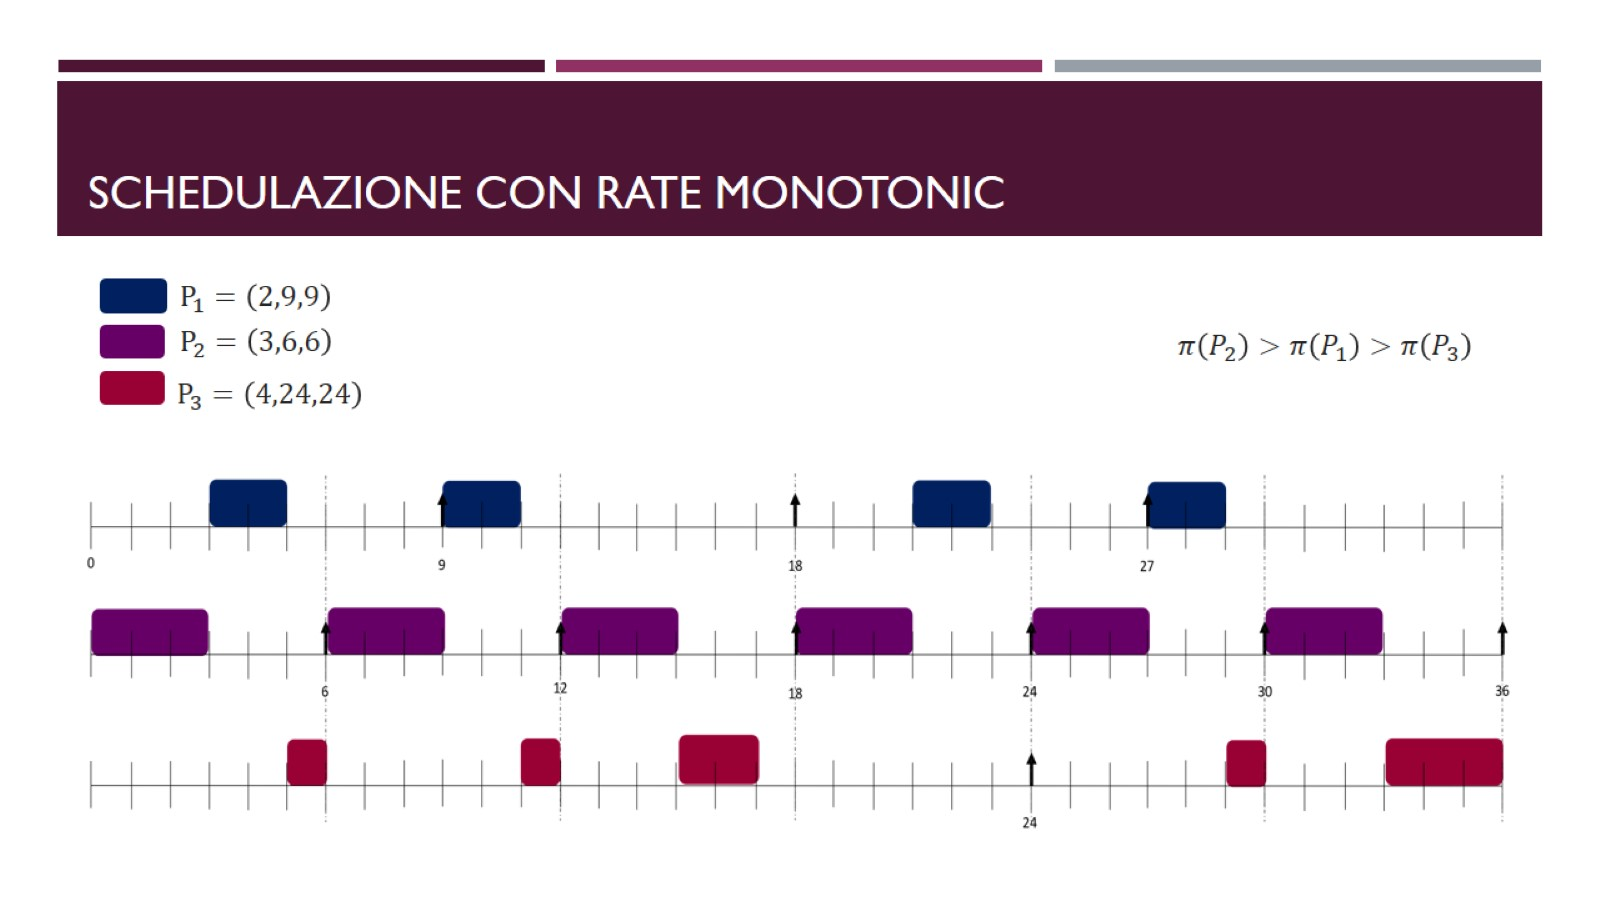 SCHEDULAZIONE CON RATE MONOTONIC
P₁ = (2,9,9)
P₂ = (3,6,6)
P₃ = (4,24,24)
π(P₂) > π(P₁) > π(P₃)
0 9 18 27
6 12 18 24 30 36
24